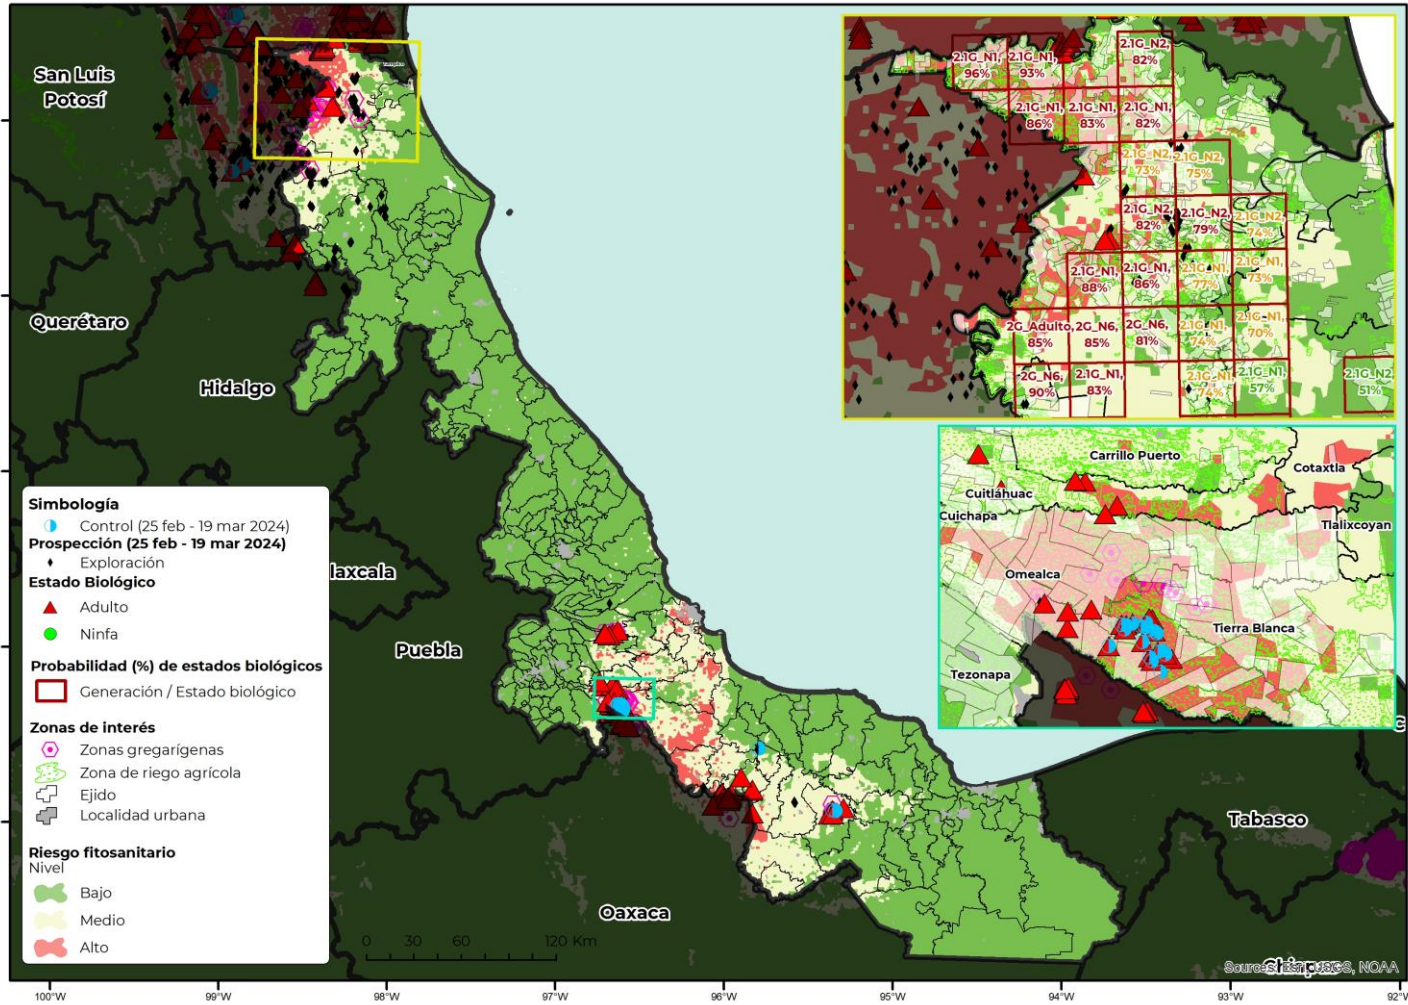 San Luis
Potosí
Querétaro
Hidalgo
laxcala
Puebla
Oaxaca
Tabasco
Simbología
Control (25 feb - 19 mar 2024)
Prospección (25 feb - 19 mar 2024)
Exploración
Estado Biológico
Adulto
Ninfa
Probabilidad (%) de estados biológicos
Generación / Estado biológico
Zonas de interés
Zonas gregarígenas
Zona de riego agrícola
Ejido
Localidad urbana
Riesgo fitosanitario
Nivel
Bajo
Medio
Alto
2.1G_N1,
96%
2.1G_N1,
93%
2.1G_N2,
82%
2.1G_N1,
86%
2.1G_N1,
83%
2.1G_N1,
82%
2.1G_N2,
73%
2.1G_N2,
75%
2.1G_N2,
82%
2.1G_N2,
79%
2.1G_N2,
74%
2.1G_N1,
88%
2.1G_N1,
86%
2.1G_N1,
77%
2.1G_N1,
73%
2G_Adulto,
85%
2G_N6,
85%
2G_N6,
81%
2.1G_N1,
74%
2.1G_N1,
70%
2G_N6,
90%
2.1G_N1,
83%
2.1G_N1,
74%
2.1G_N1,
57%
2.1G_N2,
51%
Carrillo Puerto
Cotaxtla
Cuitláhuac
Cuichapa
Tlalixcoyan
Omealca
Tierra Blanca
Tezonapa
0 30 60 120 Km
Chiapas
NOAA
100°W 99°W 98°W 97°W 96°W 95°W 94°W 93°W 92°W